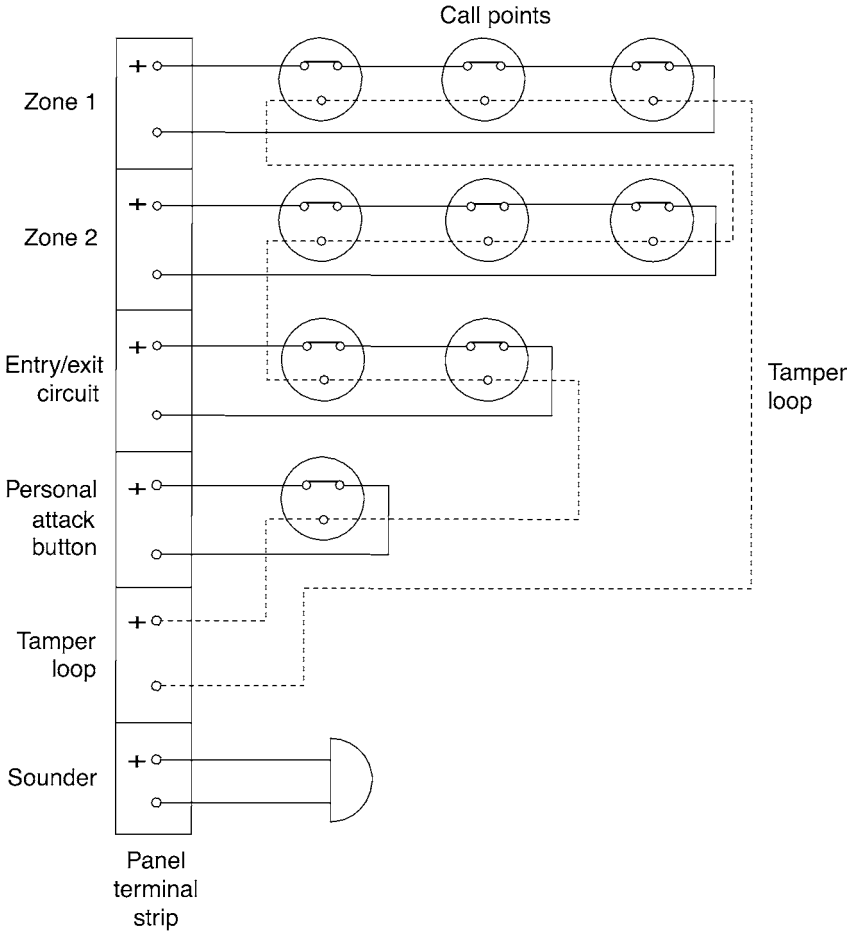 Call points
+
Zone 1
+
Zone 2
+
Entry/exit
circuit
Tamper
loop
+
Personal
attack
button
+
Tamper
loop
+
Sounder
Panel
terminal
strip